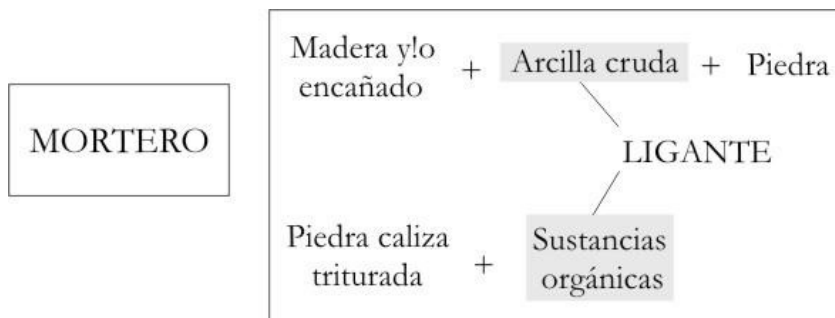 MORTERO
Madera y!o
encañado
+
Arcilla cruda
+
Piedra
LIGANTE
Piedra caliza
triturada
+
Sustancias
orgánicas